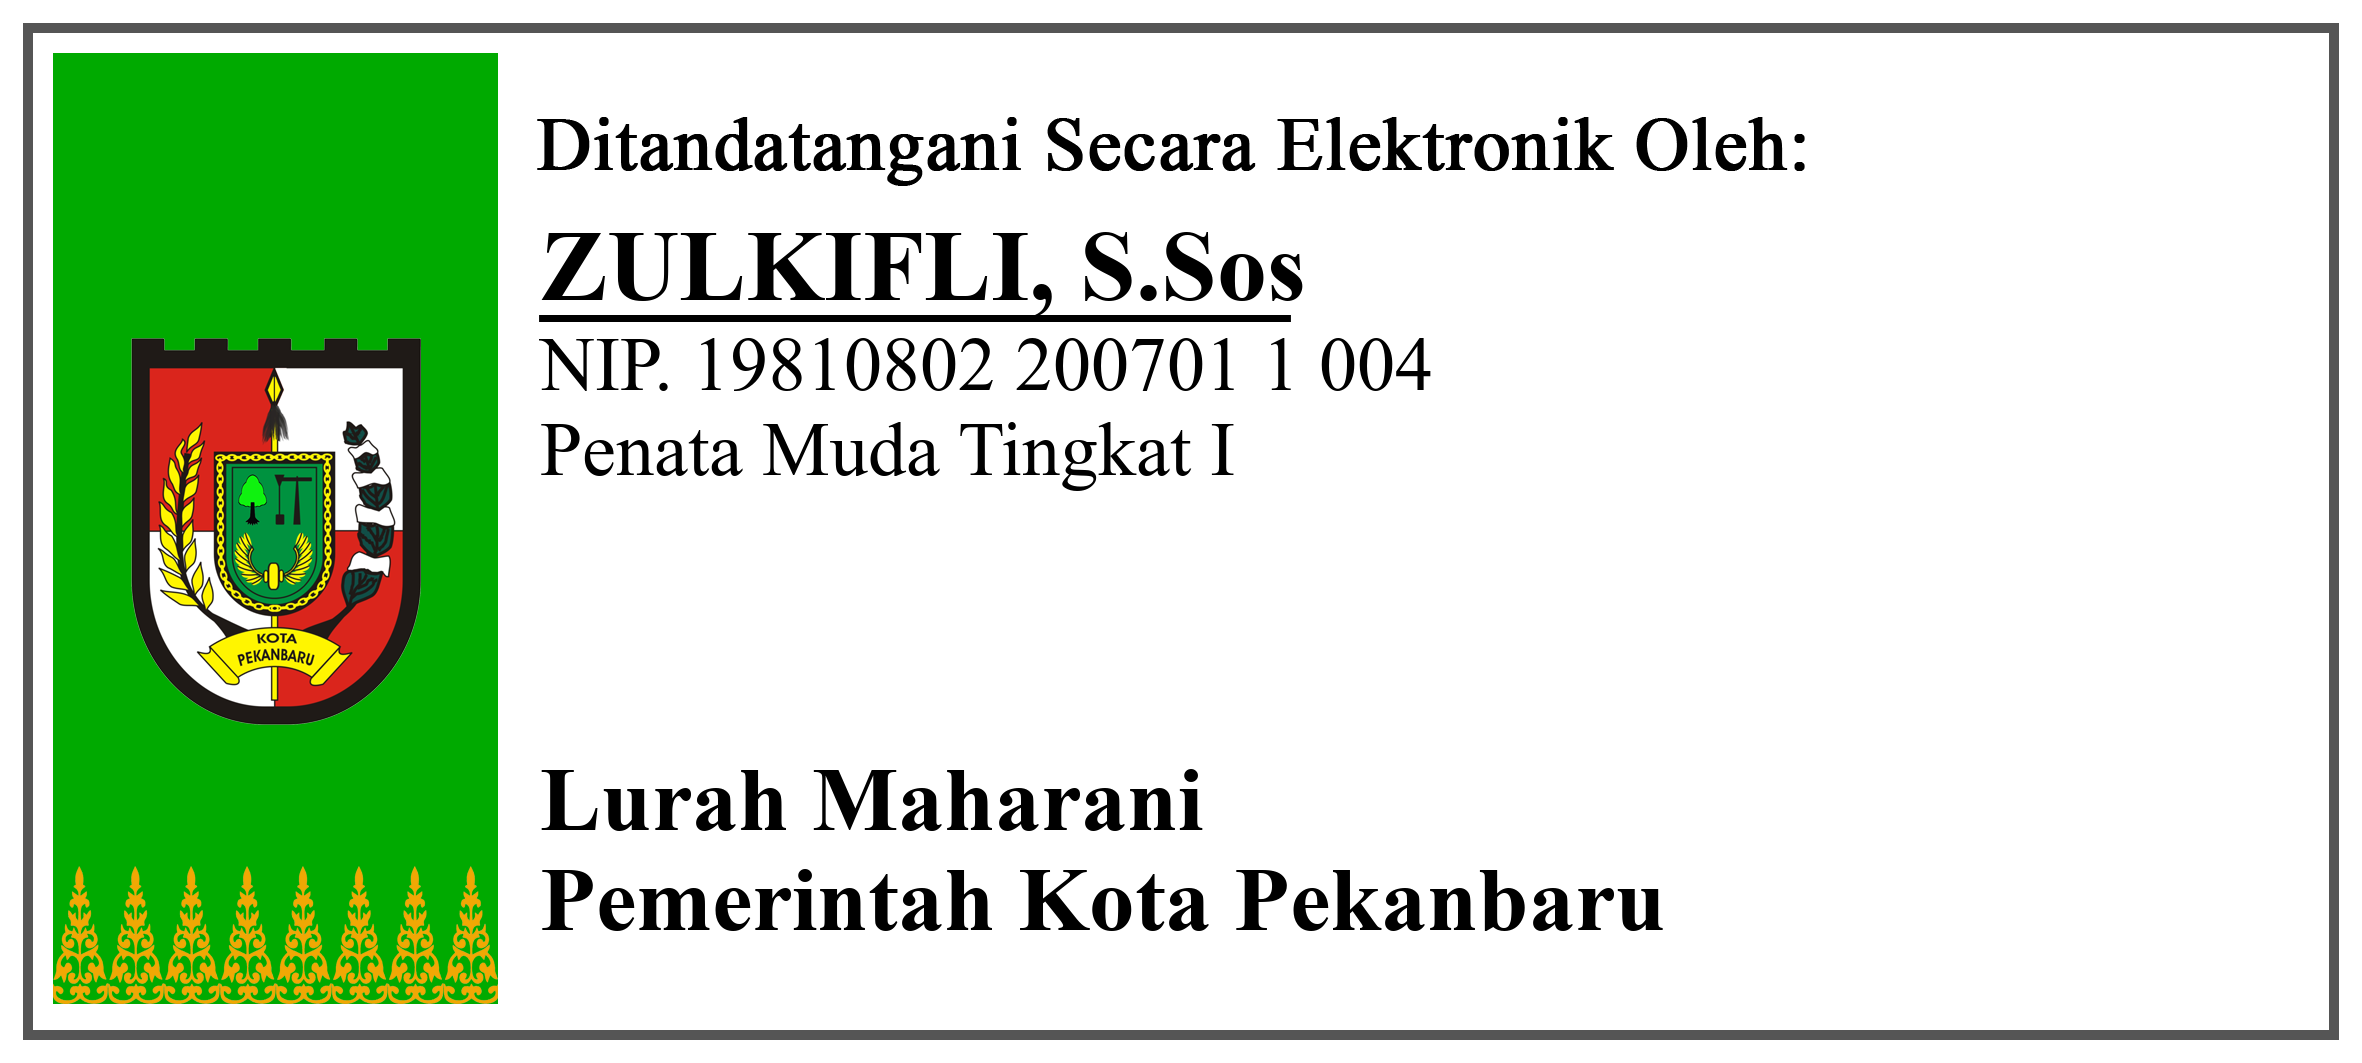 Ditandatangani Secara Elektronik Oleh:
ZULKIFLI, S.Sos
NIP. 19810802 200701 1 004
Penata Muda Tingkat I
KOTA
PEKANBARU
Lurah Maharani
Pemerintah Kota Pekanbaru